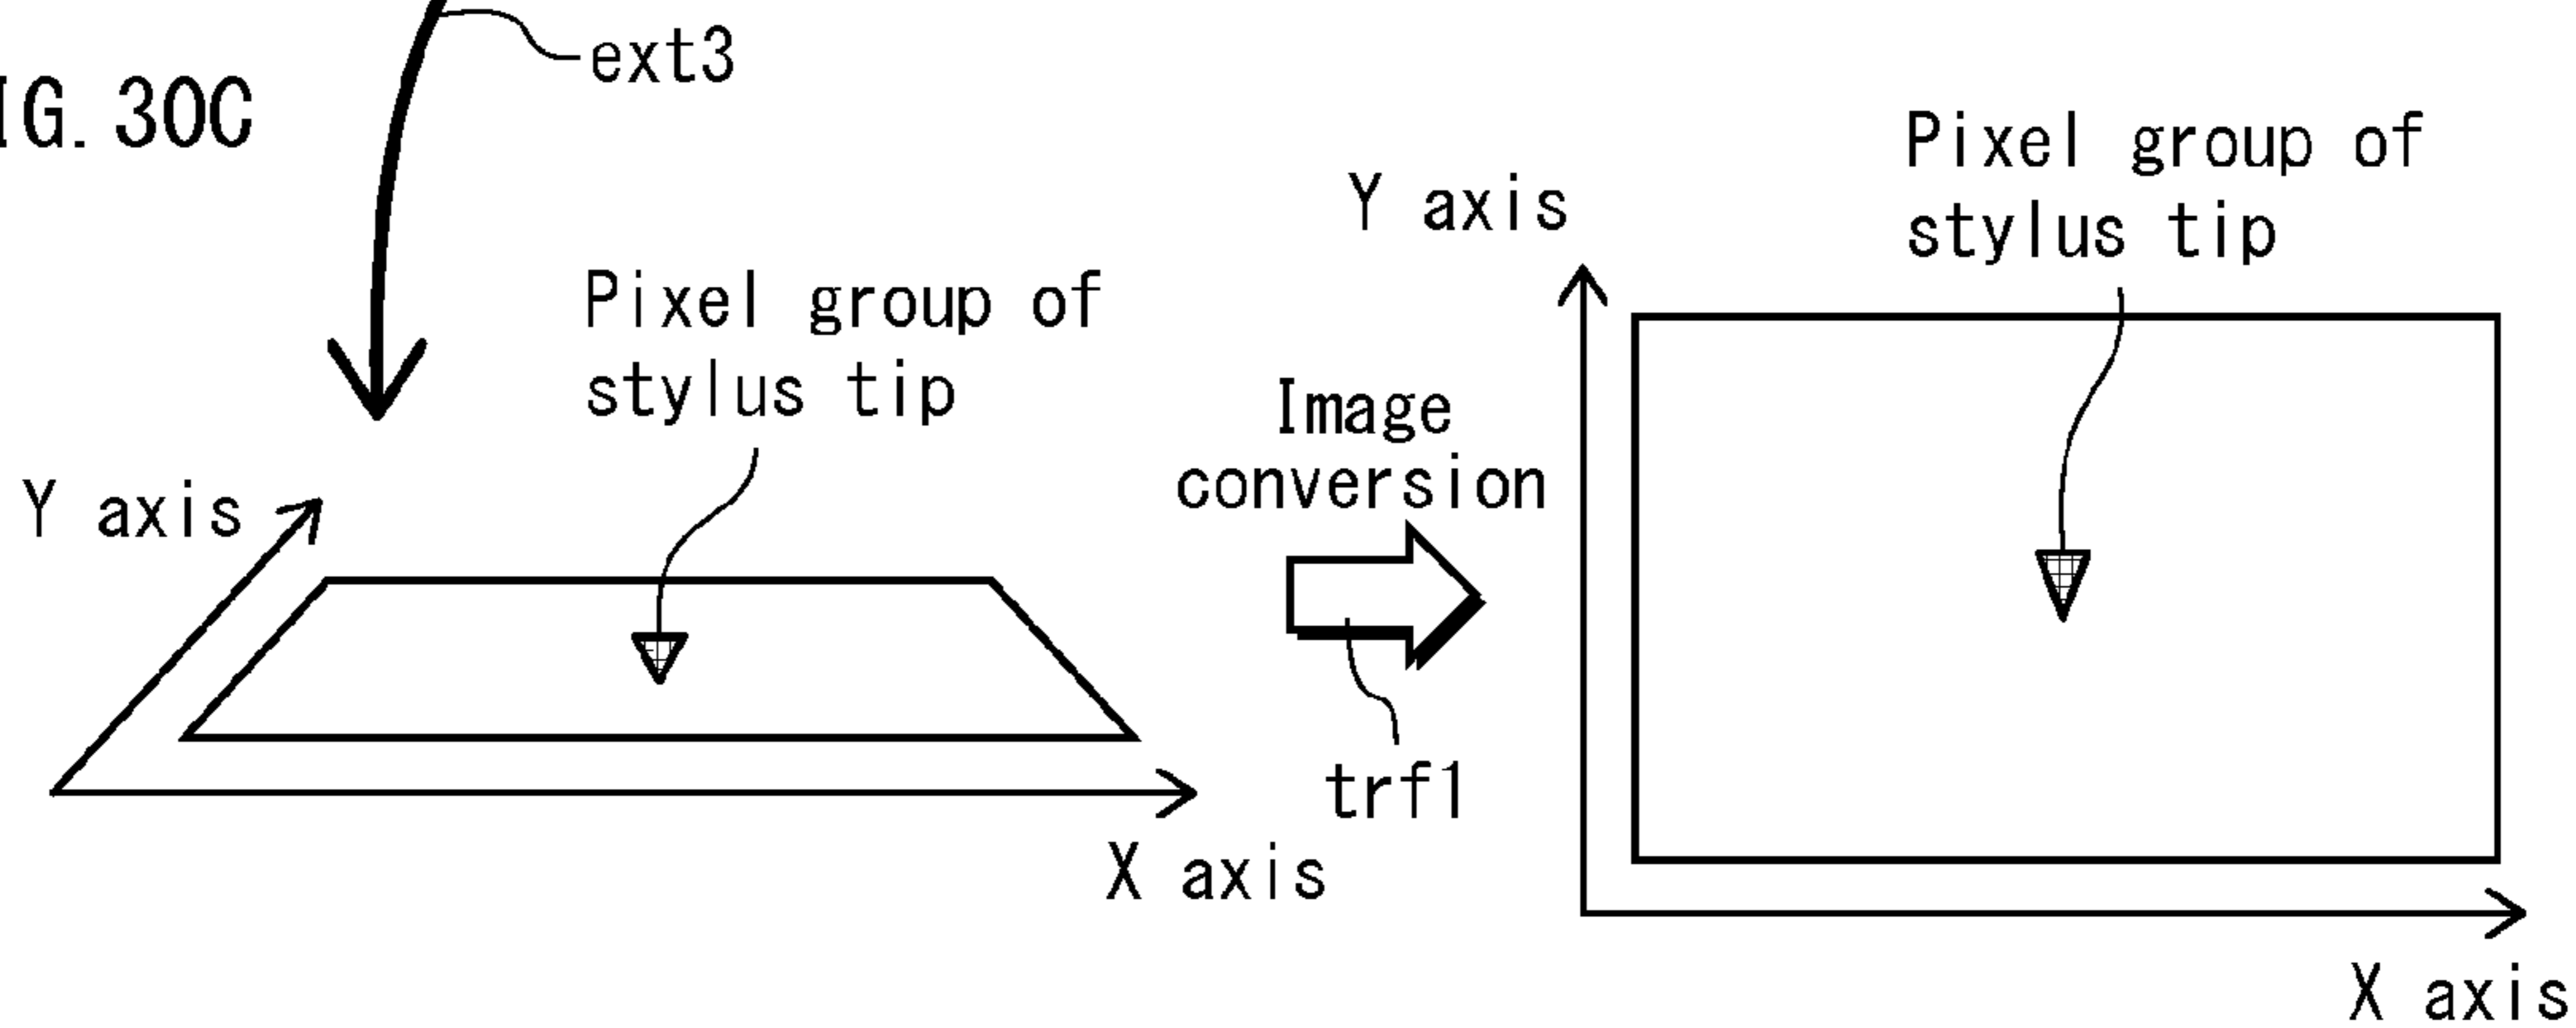 ext3
IG. 30C
Pixel group of
stylus tip
Y axis
X axis
Image
conversion
trf1
Pixel group of
stylus tip
Y axis
X axis